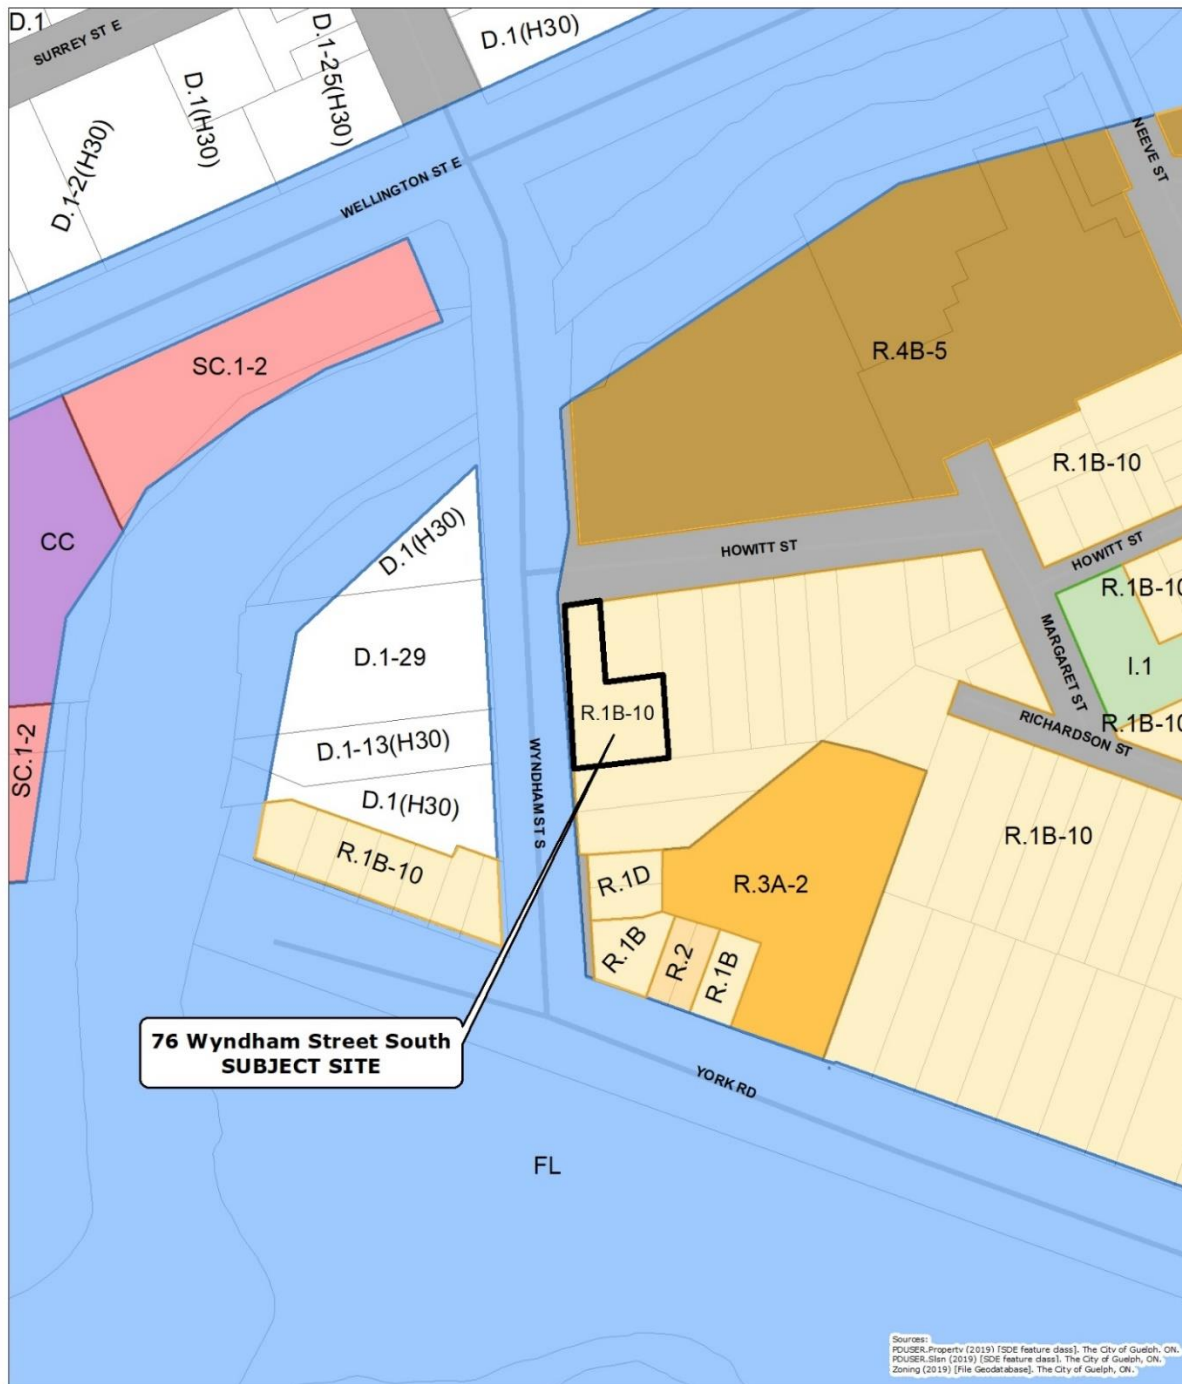 D.1
SURREY ST E
D.1-2(H30)
D.1(H30)
D.1-25(H30)
D.1(H30)
WELLINGTON ST E
NEEVE ST
SC.1-2
R.4B-5
R.1B-10
CC
D.1(H30)
HOWITT ST
HOWITT ST
R.1B-10
D.1-29
MARGARET ST
I.1
R.1B-10
R.1B-10
RICHARDSON ST
SC.1-2
D.1-13(H30)
WYNDHAM ST S
D.1(H30)
R.1B-10
R.1B-10
R.1D
R.3A-2
R.1B
R.2
R.1B
76 Wyndham Street South
SUBJECT SITE
YORK RD
FL
Sources:
PDUSER.Property (2019) [SDE feature class]. The City of Guelph, ON.
PDUSER.Slsn (2019) [SDE feature class]. The City of Guelph, ON.
Zoning (2019) [File Geodatabase]. The City of Guelph, ON.